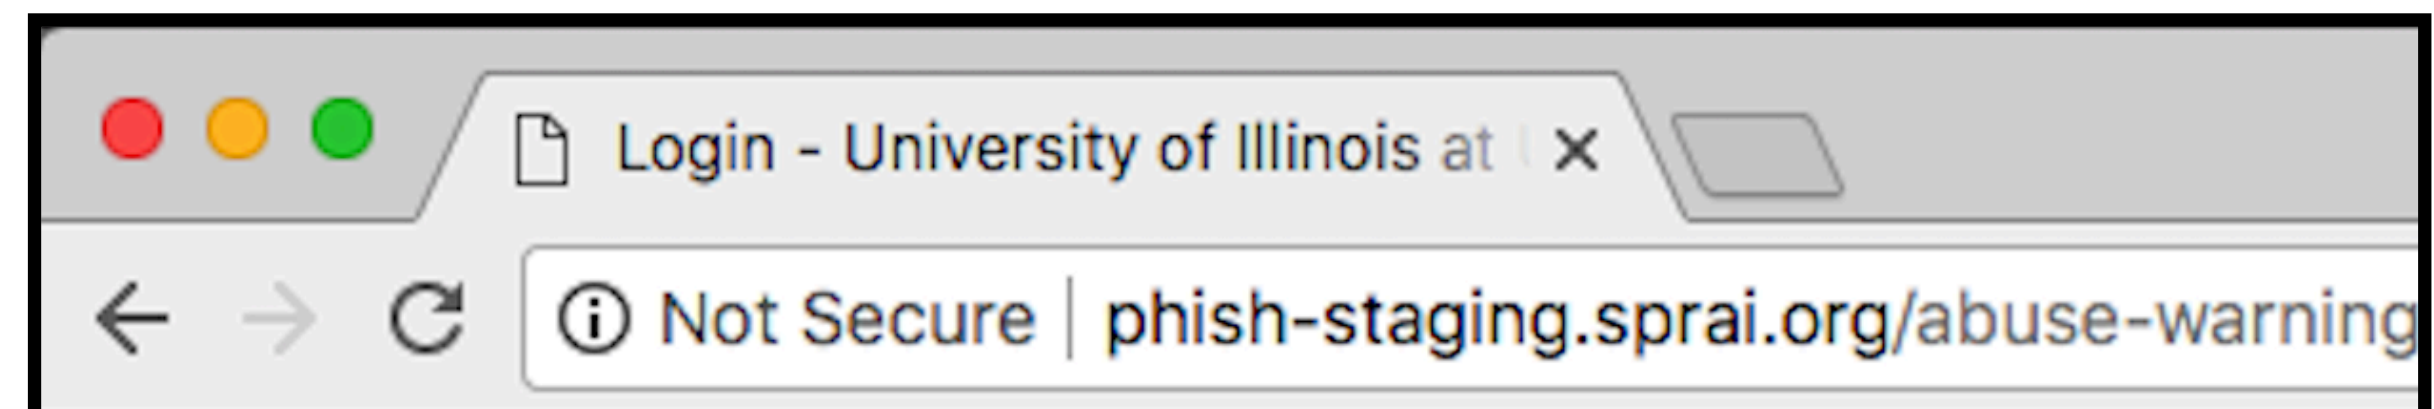 Login - University of Illinois at
Not Secure | phish-staging.sprai.org/abuse-warning